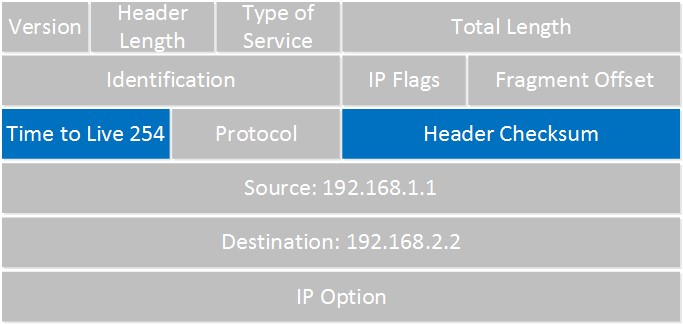 Version
Header
Length
Type of
Service
Total Length
Identification
IP Flags
Fragment Offset
Time to Live 254
Protocol
Header Checksum
Source: 192.168.1.1
Destination: 192.168.2.2
IP Option